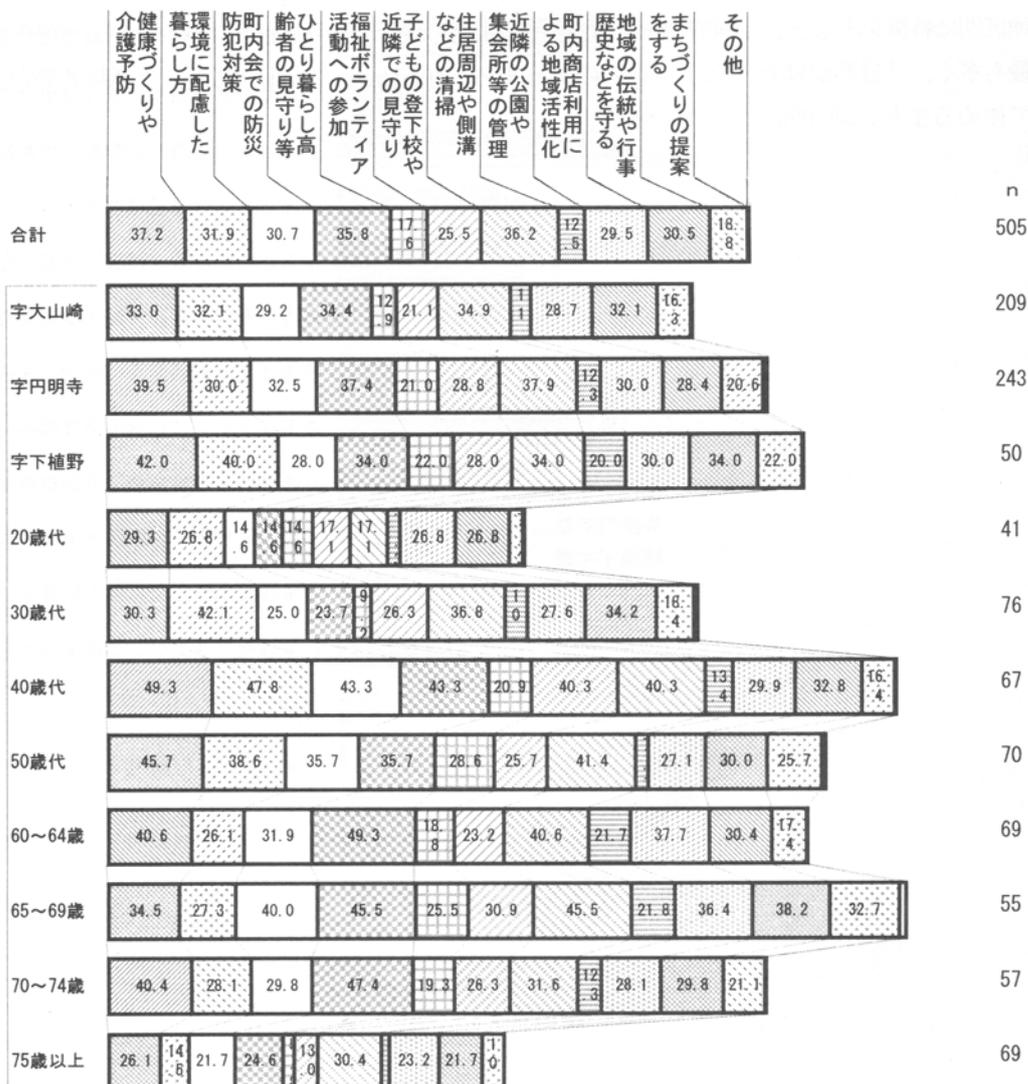 健康づくりや
介護予防
環境に配慮した
暮らし方
町内会での防災
防犯対策
ひとり暮らし高
齢者の見守り等
福祉ボランティア
活動への参加
子どもの登下校や
近隣での見守り
住居周辺や側溝
などの清掃
近隣の公園や
集会所等の管理
町内商店利用に
よる地域活性化
地域の伝統や行事
歴史などを守る
まちづくりの提案
をする
その他
n
合計 37.2 31.9 30.7 35.8 17.6 25.5 36.2 12.5 29.5 30.5 18.8 505
字大山崎 33.0 32.1 29.2 34.4 12.9 21.1 34.9 11 28.7 32.1 16.3 209
字円明寺 39.5 30.0 32.5 37.4 21.0 28.8 37.9 12.3 30.0 28.4 20.6 243
字下植野 42.0 40.0 28.0 34.0 22.0 28.0 34.0 20.0 30.0 34.0 22.0 50
20歳代 29.3 26.8 14.6 14.6 14.6 17.1 17.1 26.8 26.8 41
30歳代 30.3 42.1 25.0 23.7 9.2 26.3 36.8 10 27.6 34.2 18.4 76
40歳代 49.3 47.8 43.3 43.3 20.9 40.3 40.3 13.4 29.9 32.8 16.4 67
50歳代 45.7 38.6 35.7 35.7 28.6 25.7 41.4 27.1 30.0 25.7 70
60～64歳 40.6 26.1 31.9 49.3 18.8 23.2 40.6 21.7 37.7 30.4 17.4 69
65～69歳 34.5 27.3 40.0 45.5 25.5 30.9 45.5 21.8 36.4 38.2 32.7 55
70～74歳 40.4 28.1 29.8 47.4 19.3 26.3 31.6 12.3 28.1 29.8 21.1 57
75歳以上 26.1 14.6 21.7 24.6 13.0 30.4 23.2 21.7 10 69